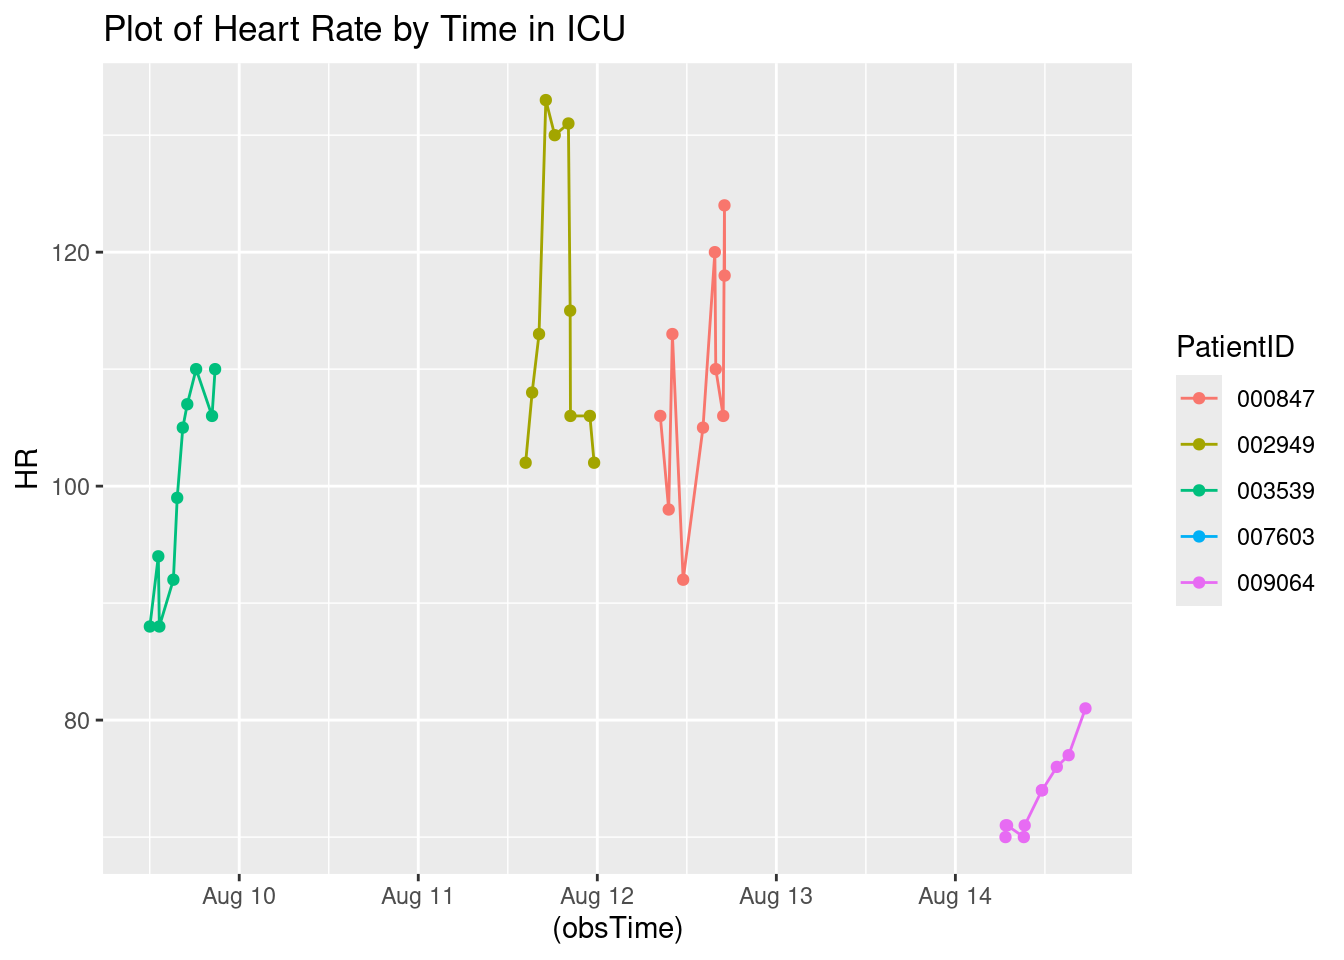 Plot of Heart Rate by Time in ICU
HR
120
100
80
Aug 10 Aug 11 Aug 12 Aug 13 Aug 14
(obsTime)
PatientID
000847
002949
003539
007603
009064